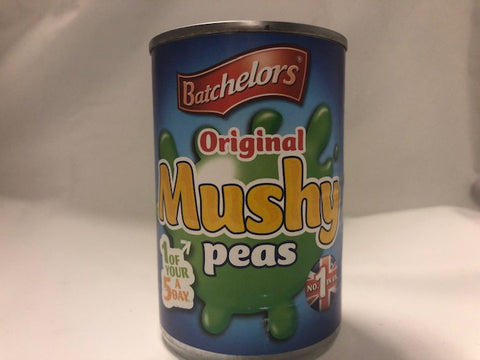 Batchelors
Original
Mushy
peas
1 OF
YOUR
5 A
DAY
NO.1